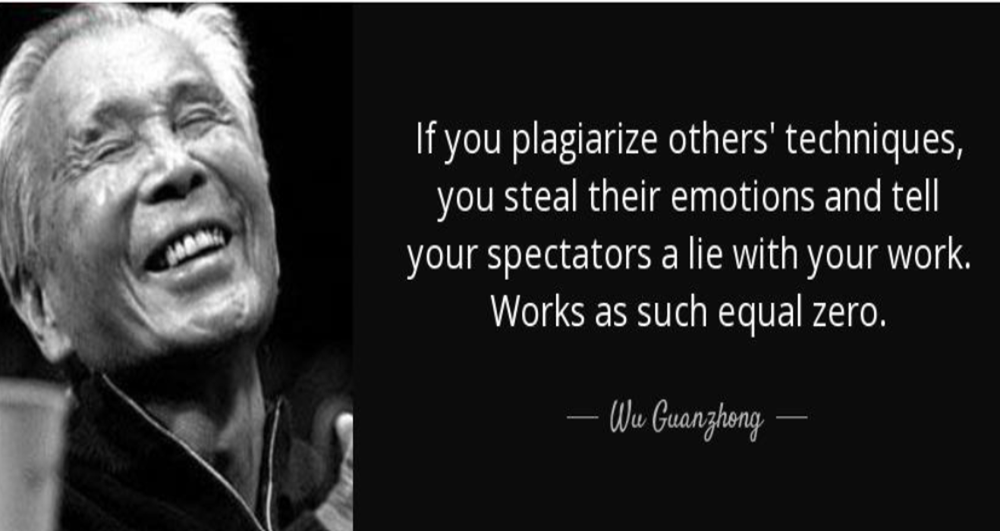 If you plagiarize others' techniques,
you steal their emotions and tell
your spectators a lie with your work.
Works as such equal zero.
— Wu Guanzhong —